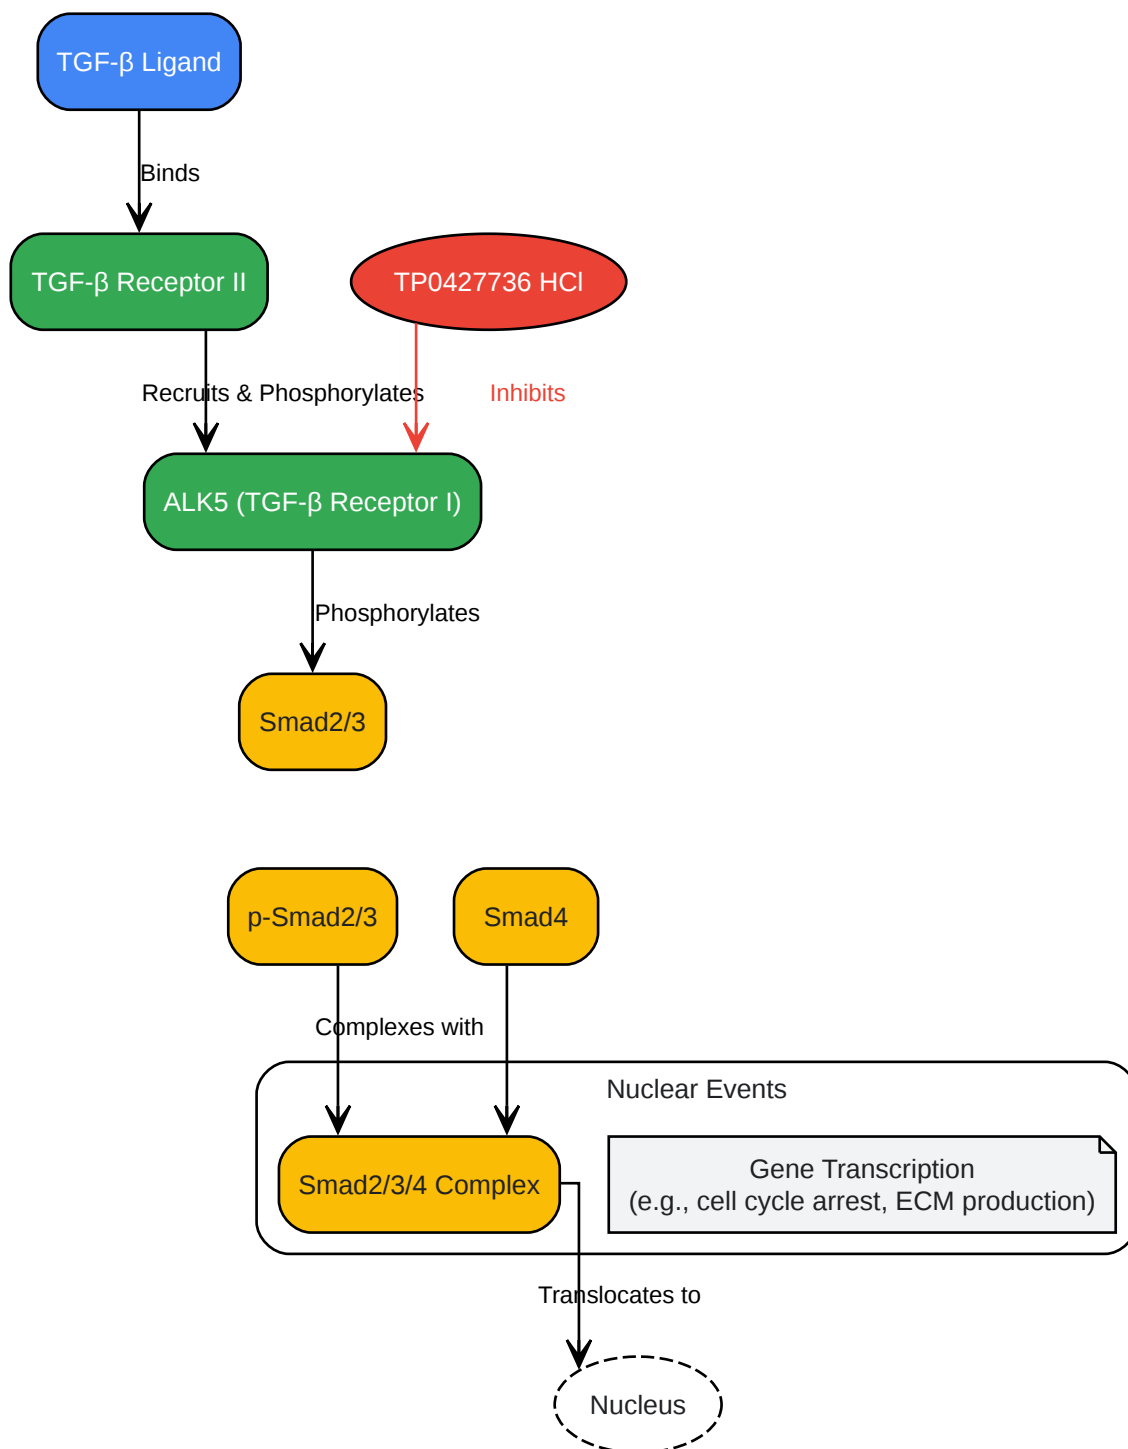 TGF-β Ligand
Binds
TGF-β Receptor II
TP0427736 HCl
Recruits & Phosphorylates
Inhibits
ALK5 (TGF-β Receptor I)
Phosphorylates
Smad2/3
p-Smad2/3
Smad4
Complexes with
Nuclear Events
Smad2/3/4 Complex
Gene Transcription
(e.g., cell cycle arrest, ECM production)
Translocates to
Nucleus